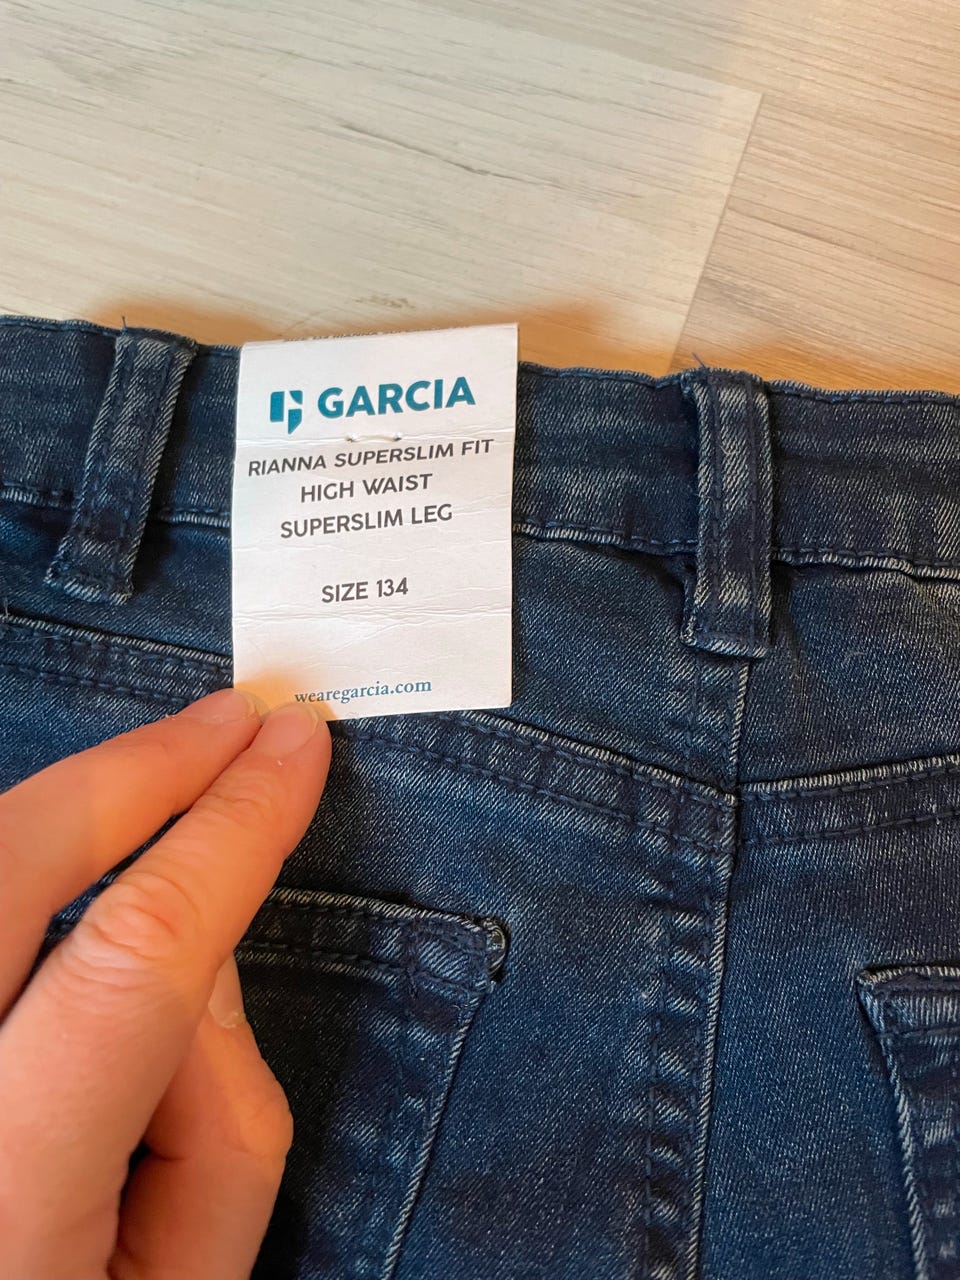 GARCIA
RIANNA SUPERSLIM FIT
HIGH WAIST
SUPERSLIM LEG
SIZE 134
wearegarcia.com